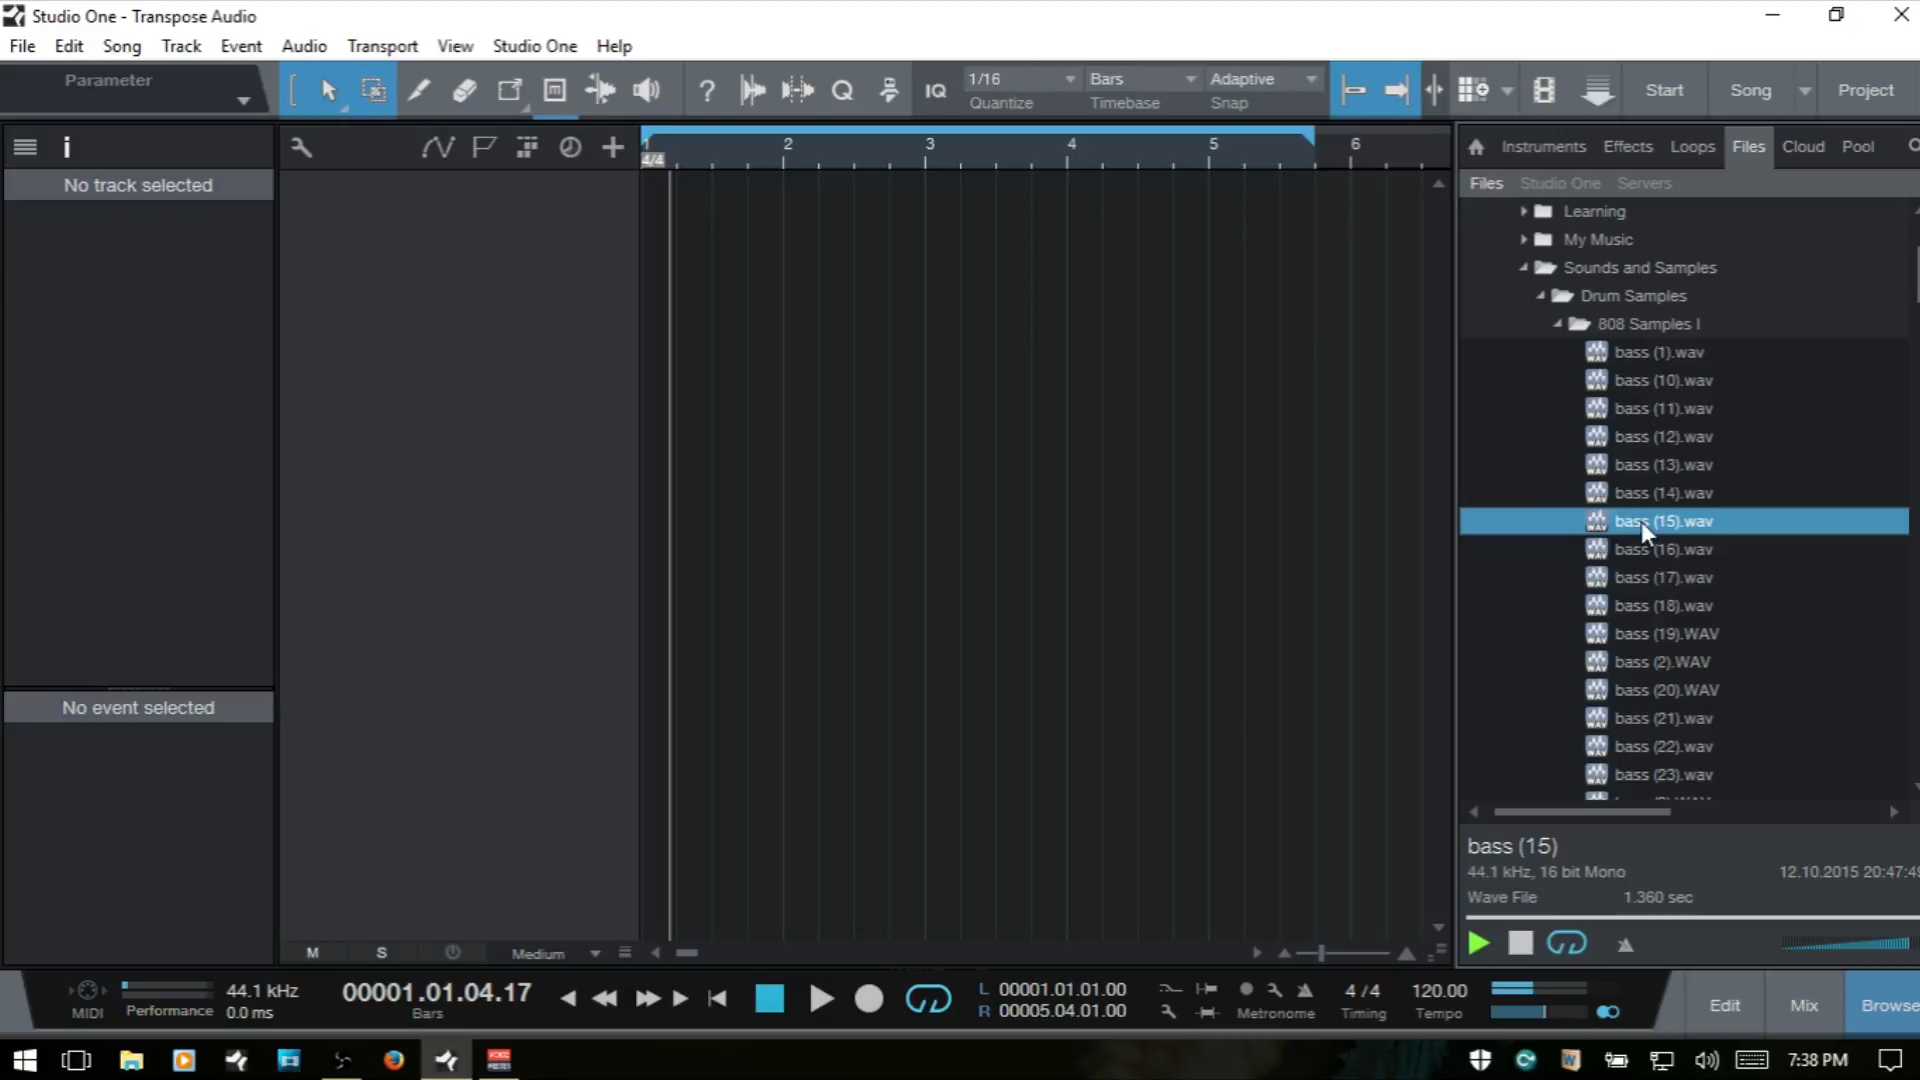 Studio One - Transpose Audio
File Edit Song Track Event Audio Transport View Studio One Help
Parameter
IQ
1/16
Quantize
Bars
Timebase
Adaptive
Snap
Start Song Project
i
No track selected
1 2 3 4 5 6
4/4
Instruments Effects Loops Files Cloud Pool
Files Studio One Servers
Learning
My Music
Sounds and Samples
Drum Samples
808 Samples I
bass (1).wav
bass (10).wav
bass (11).wav
bass (12).wav
bass (13).wav
bass (14).wav
bass (15).wav
bass (16).wav
bass (17).wav
bass (18).wav
bass (19).WAV
bass (2).WAV
bass (20).WAV
bass (21).wav
bass (22).wav
bass (23).wav
No event selected
bass (15)
44.1 kHz, 16 bit Mono 12.10.2015 20:47:49
Wave File 1.360 sec
M S Medium
MIDI
Performance
44.1 kHz
0.0 ms
00001.01.04.17
Bars
L 00001.01.01.00
R 00005.04.01.00
Metronome
4 / 4
Timing
120.00
Tempo
Edit Mix Browse
7:38 PM